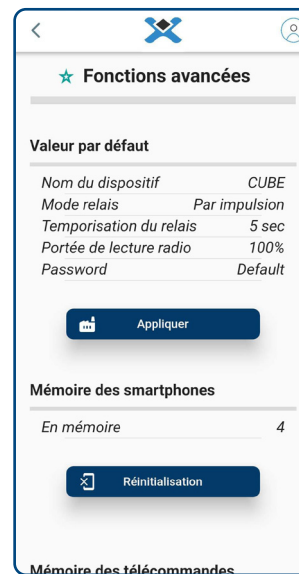 Fonctions avancées
Valeur par défaut
Nom du dispositif CUBE
Mode relais Par impulsion
Temporisation du relais 5 sec
Portée de lecture radio 100%
Password Default
Appliquer
Mémoire des smartphones
En mémoire 4
Réinitialisation
Mémoire des télécommandes